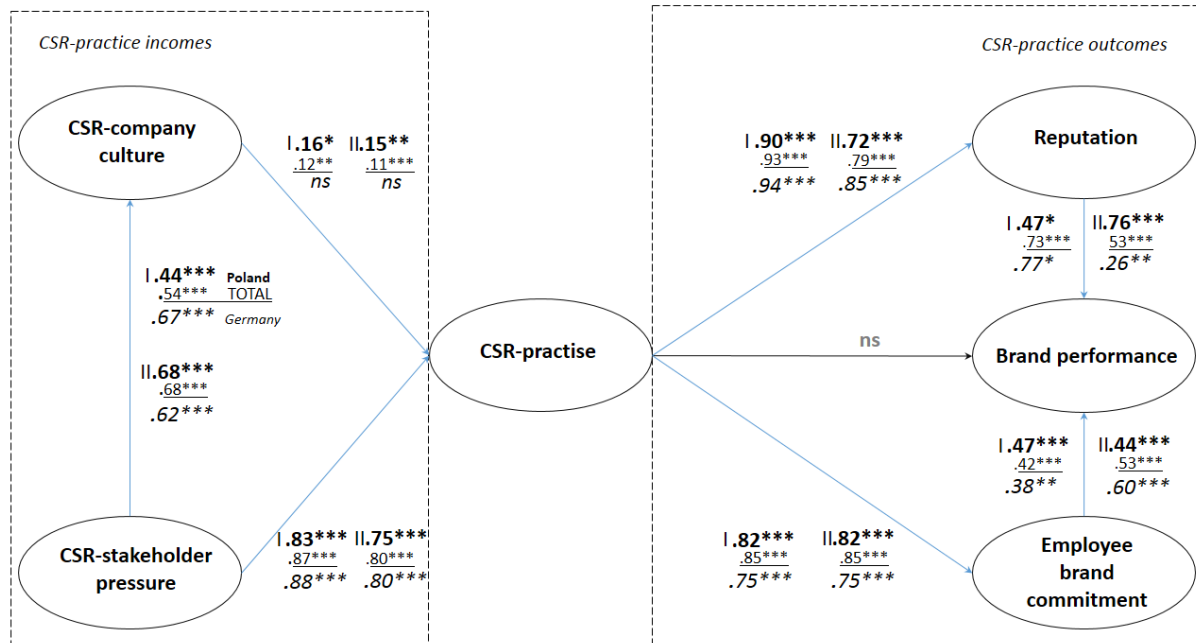 CSR-practice incomes
CSR-company
culture
I .16* II.15**
.12** .11***
ns ns
I .44*** Poland
.54*** TOTAL
.67*** Germany
II.68***
.68***
.62***
CSR-stakeholder
pressure
I .83*** II.75***
.87*** .80***
.88*** .80***
CSR-practise
CSR-practice outcomes
Reputation
I .90*** II.72***
.93*** .79***
.94*** .85***
I .47* II.76***
.73*** 53***
.77* .26**
ns
Brand performance
I .47*** II.44***
.42*** .53***
.38** .60***
I .82*** II.82***
.85*** .85***
.75*** .75***
Employee
brand
commitment